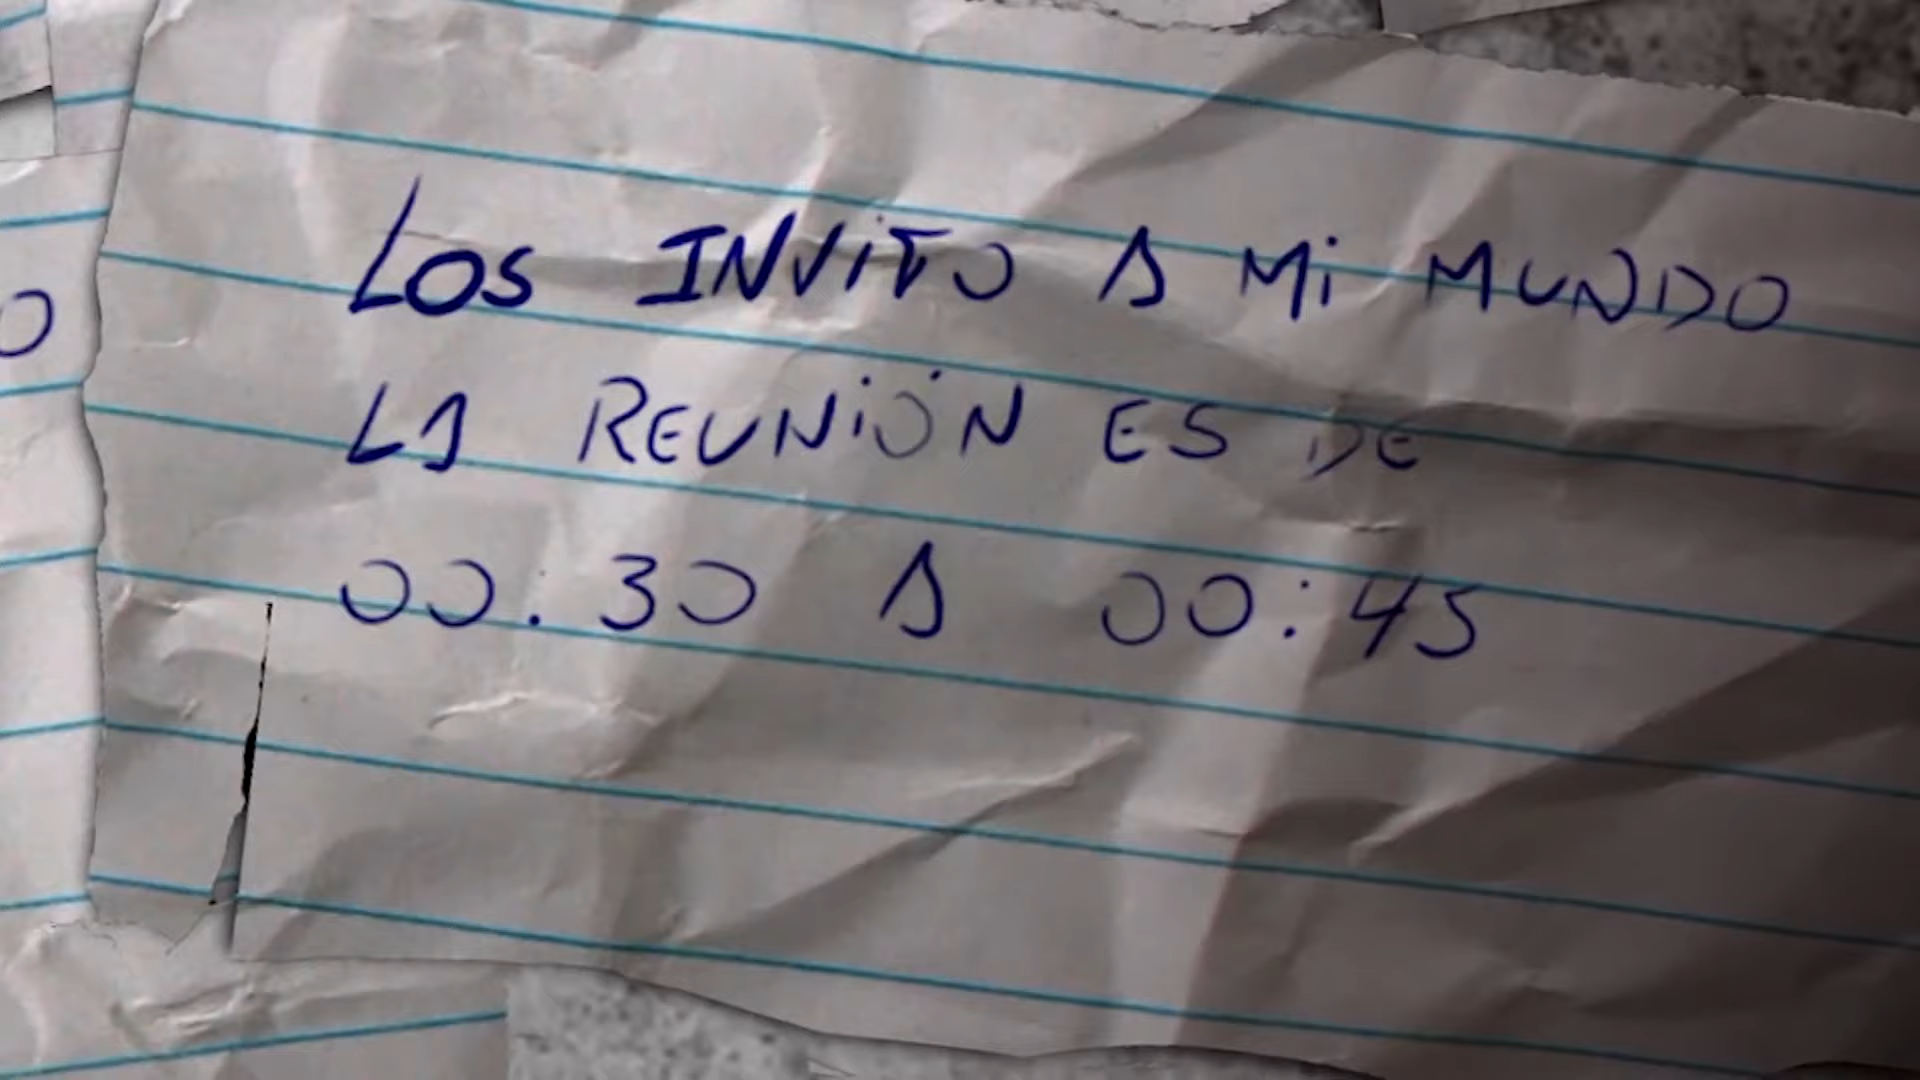 O
LOS INVITO A Mi MUNDO
LA REUNIÓN ES DE
00:30 A 00:45